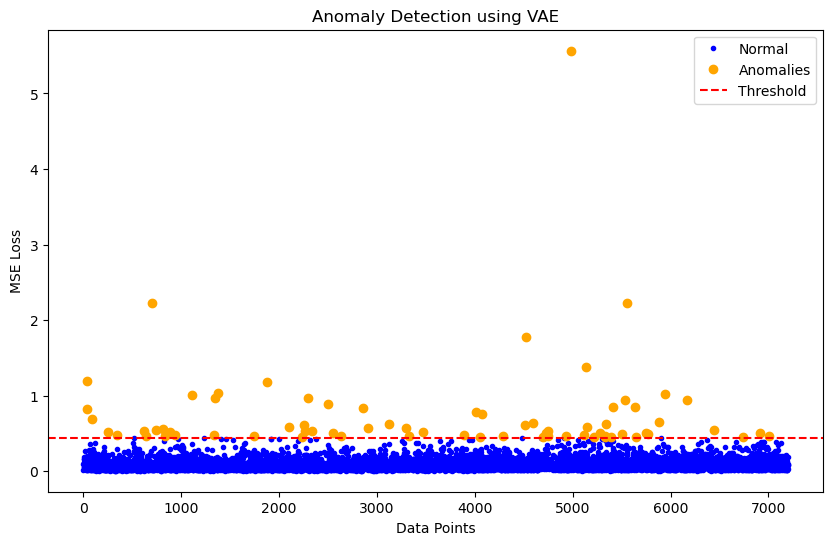 Anomaly Detection using VAE
Normal
Anomalies
Threshold
MSE Loss
5
4
3
2
1
0
0 1000 2000 3000 4000 5000 6000 7000
Data Points